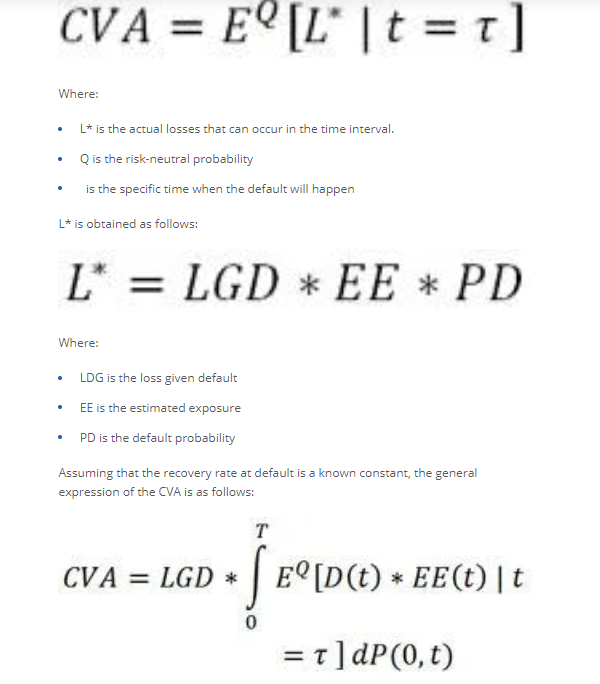 CVA = E^Q [L* | t = τ ]
Where:
• L* is the actual losses that can occur in the time interval.
• Q is the risk-neutral probability
• is the specific time when the default will happen
L* is obtained as follows:
L* = LGD * EE * PD
Where:
• LDG is the loss given default
• EE is the estimated exposure
• PD is the default probability
Assuming that the recovery rate at default is a known constant, the general
expression of the CVA is as follows:
T
CVA = LGD * ∫ E^Q [D(t) * EE(t) | t
0
= τ ] dP(0, t)